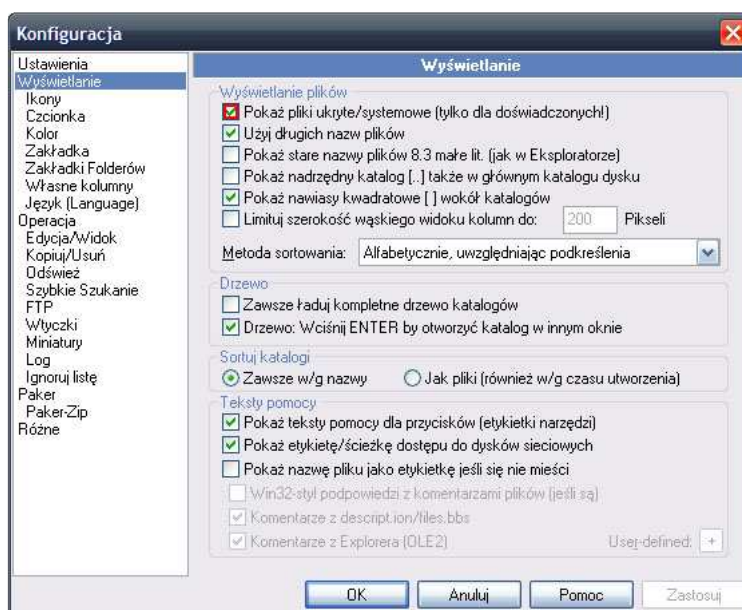 Konfiguracja
Ustawienia
Wyświetlanie
Ikony
Czcionka
Kolor
Zakładka
Zakładki Folderów
Własne kolumny
Język (Language)
Operacja
Edycja/Widok
Kopiuj/Usuń
Odśwież
Szybkie Szukanie
FTP
Wtyczki
Miniatury
Log
Ignoruj listę
Paker
Paker-Zip
Różne
Wyświetlanie
Wyświetlanie plików
Pokaż pliki ukryte/systemowe (tylko dla doświadczonych!)
Użyj długich nazw plików
Pokaż stare nazwy plików 8.3 małe lit. (jak w Eksploratorze)
Pokaż nadrzędny katalog [..] także w głównym katalogu dysku
Pokaż nawiasy kwadratowe [ ] wokół katalogów
Limituj szerokość wąskiego widoku kolumn do: 200 Pikseli
Metoda sortowania: Alfabetycznie, uwzględniając podkreślenia
Drzewo
Zawsze ładuj kompletne drzewo katalogów
Drzewo: Wciśnij ENTER by otworzyć katalog w innym oknie
Sortuj katalogi
Zawsze w/g nazwy Jak pliki (również w/g czasu utworzenia)
Teksty pomocy
Pokaż teksty pomocy dla przycisków (etykietki narzędzi)
Pokaż etykietę/ścieżkę dostępu do dysków sieciowych
Pokaż nazwę pliku jako etykietkę jeśli się nie mieści
Win32-styl podpowiedzi z komentarzami plików (jeśli są)
Komentarze z descript.ion/files.bbs
Komentarze z Explorera (OLE2) User-defined: +
OK Anuluj Pomoc Zastosuj